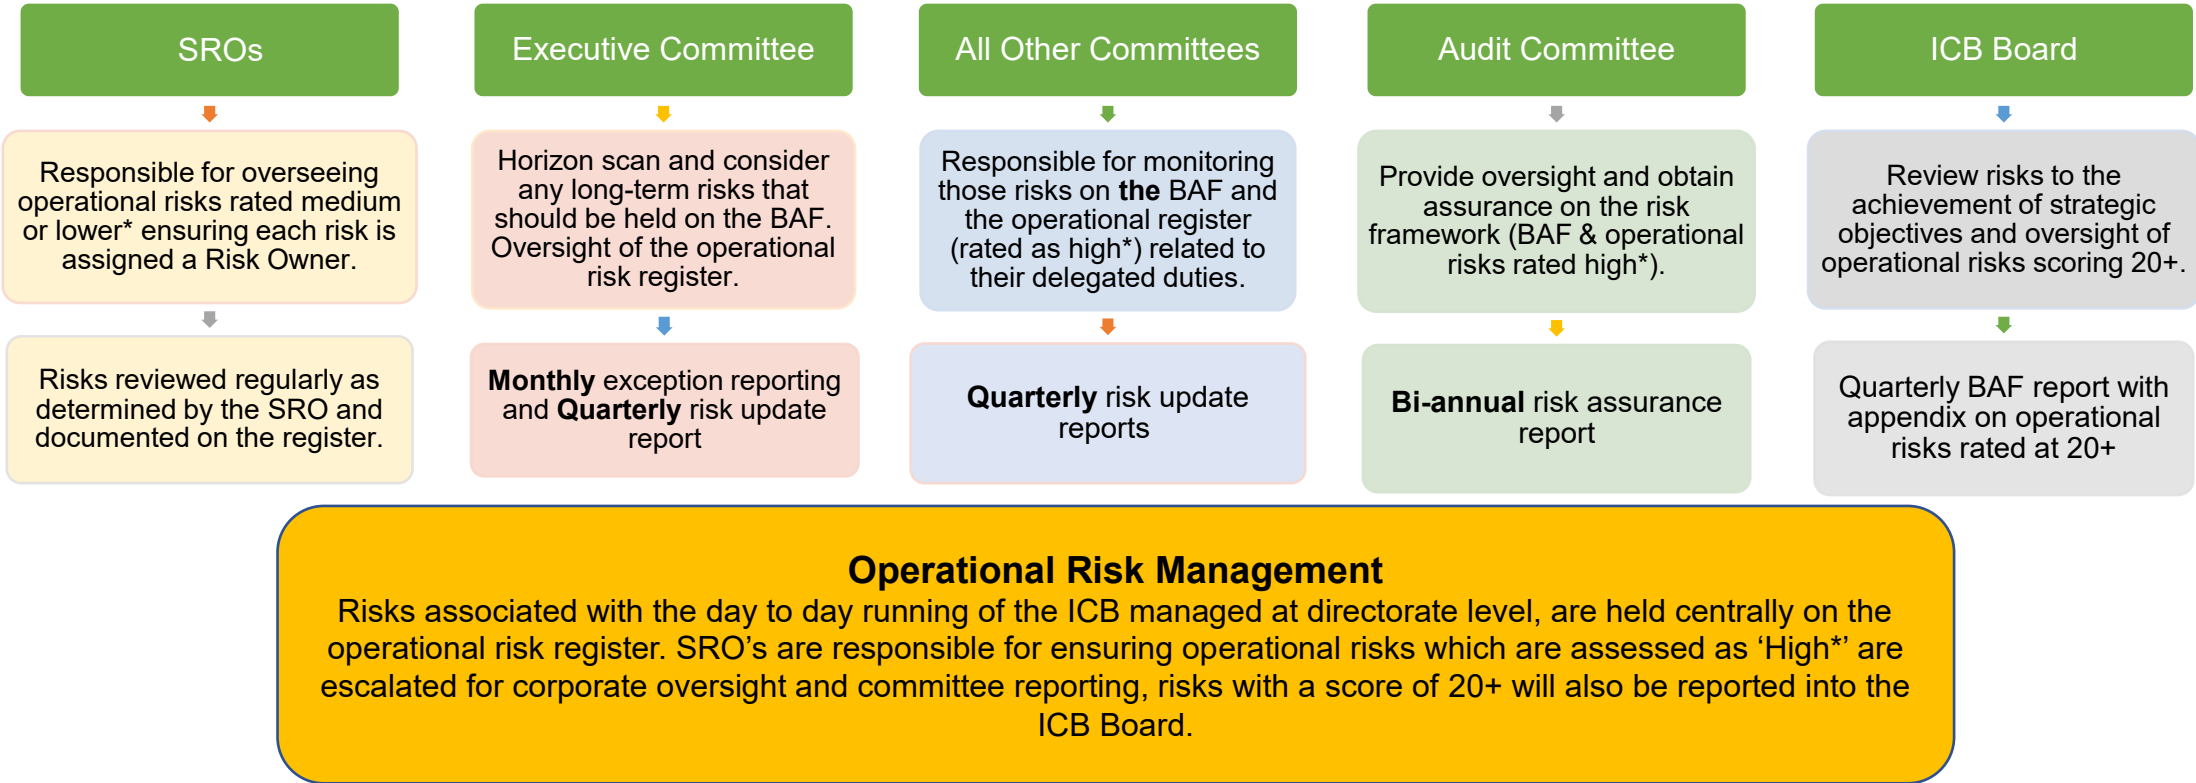 SROs
Responsible for overseeing
operational risks rated medium
or lower* ensuring each risk is
assigned a Risk Owner.
Risks reviewed regularly as
determined by the SRO and
documented on the register.
Executive Committee
Horizon scan and consider
any long-term risks that
should be held on the BAF.
Oversight of the operational
risk register.
Monthly exception reporting
and Quarterly risk update
report
All Other Committees
Responsible for monitoring
those risks on the BAF and
the operational register
(rated as high*) related to
their delegated duties.
Quarterly risk update
reports
Audit Committee
Provide oversight and obtain
assurance on the risk
framework (BAF & operational
risks rated high*).
Bi-annual risk assurance
report
ICB Board
Review risks to the
achievement of strategic
objectives and oversight of
operational risks scoring 20+.
Quarterly BAF report with
appendix on operational
risks rated at 20+
Operational Risk Management
Risks associated with the day to day running of the ICB managed at directorate level, are held centrally on the
operational risk register. SRO’s are responsible for ensuring operational risks which are assessed as ‘High*’ are
escalated for corporate oversight and committee reporting, risks with a score of 20+ will also be reported into the
ICB Board.